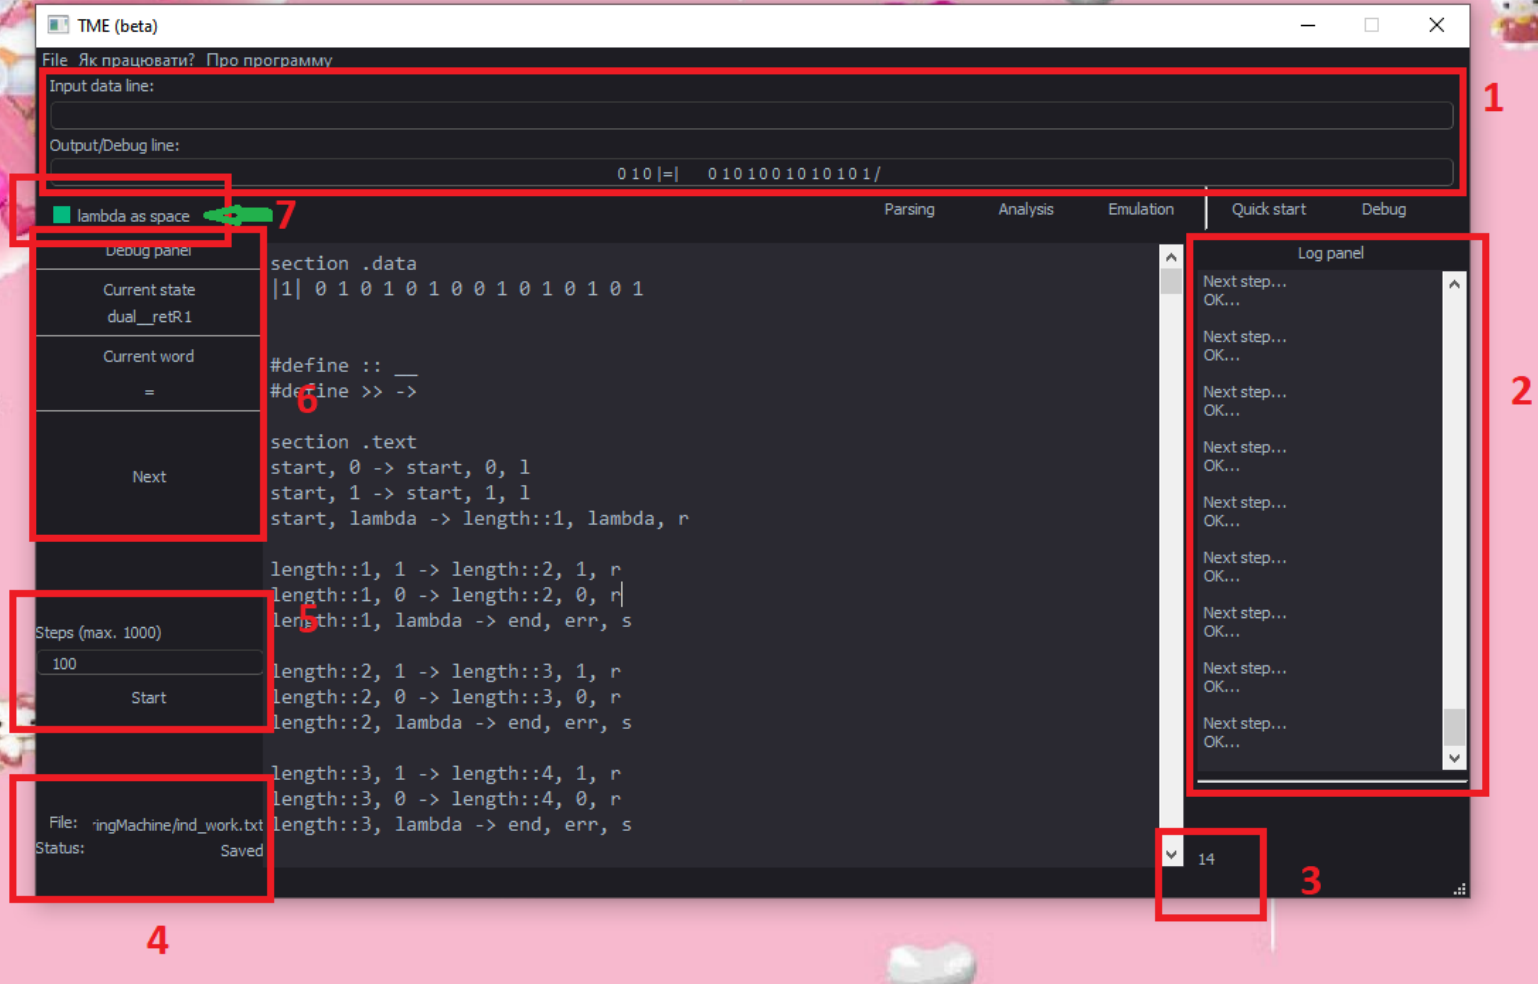 TME (beta)
File Як працювати? Про программу
Input data line:
1
Output/Debug line:
0 1 0 |=| 0 1 0 1 0 0 1 0 1 0 1 0 1 /
lambda as space
7
Parsing Analysis Emulation Quick start Debug
Debug panel
Current state
dual__retR1
Current word
=
Next
6
Steps (max. 1000)
100
Start
5
File: ringMachine/ind_work.txt
Status: Saved
4
section .data
|1| 0 1 0 1 0 1 0 0 1 0 1 0 1 0 1
#define :: __
#define >> ->
section .text
start, 0 -> start, 0, l
start, 1 -> start, 1, l
start, lambda -> length::1, lambda, r
length::1, 1 -> length::2, 1, r
length::1, 0 -> length::2, 0, r
length::1, lambda -> end, err, s
length::2, 1 -> length::3, 1, r
length::2, 0 -> length::3, 0, r
length::2, lambda -> end, err, s
length::3, 1 -> length::4, 1, r
length::3, 0 -> length::4, 0, r
length::3, lambda -> end, err, s
Log panel
Next step...
OK...
Next step...
OK...
Next step...
OK...
Next step...
OK...
Next step...
OK...
Next step...
OK...
Next step...
OK...
Next step...
OK...
Next step...
OK...
2
14
3